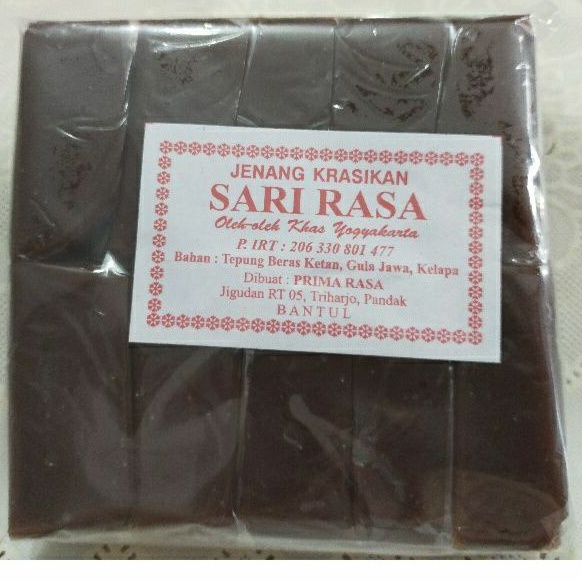 JENANG KRASIKAN
SARI RASA
Oleh-oleh Khas Yogyakarta
P. IRT : 206 330 801 477
Bahan : Tepung Beras Ketan, Gula Jawa, Kelapa
Dibuat : PRIMA RASA
Jigudan RT 05, Triharjo, Pandak
BANTUL